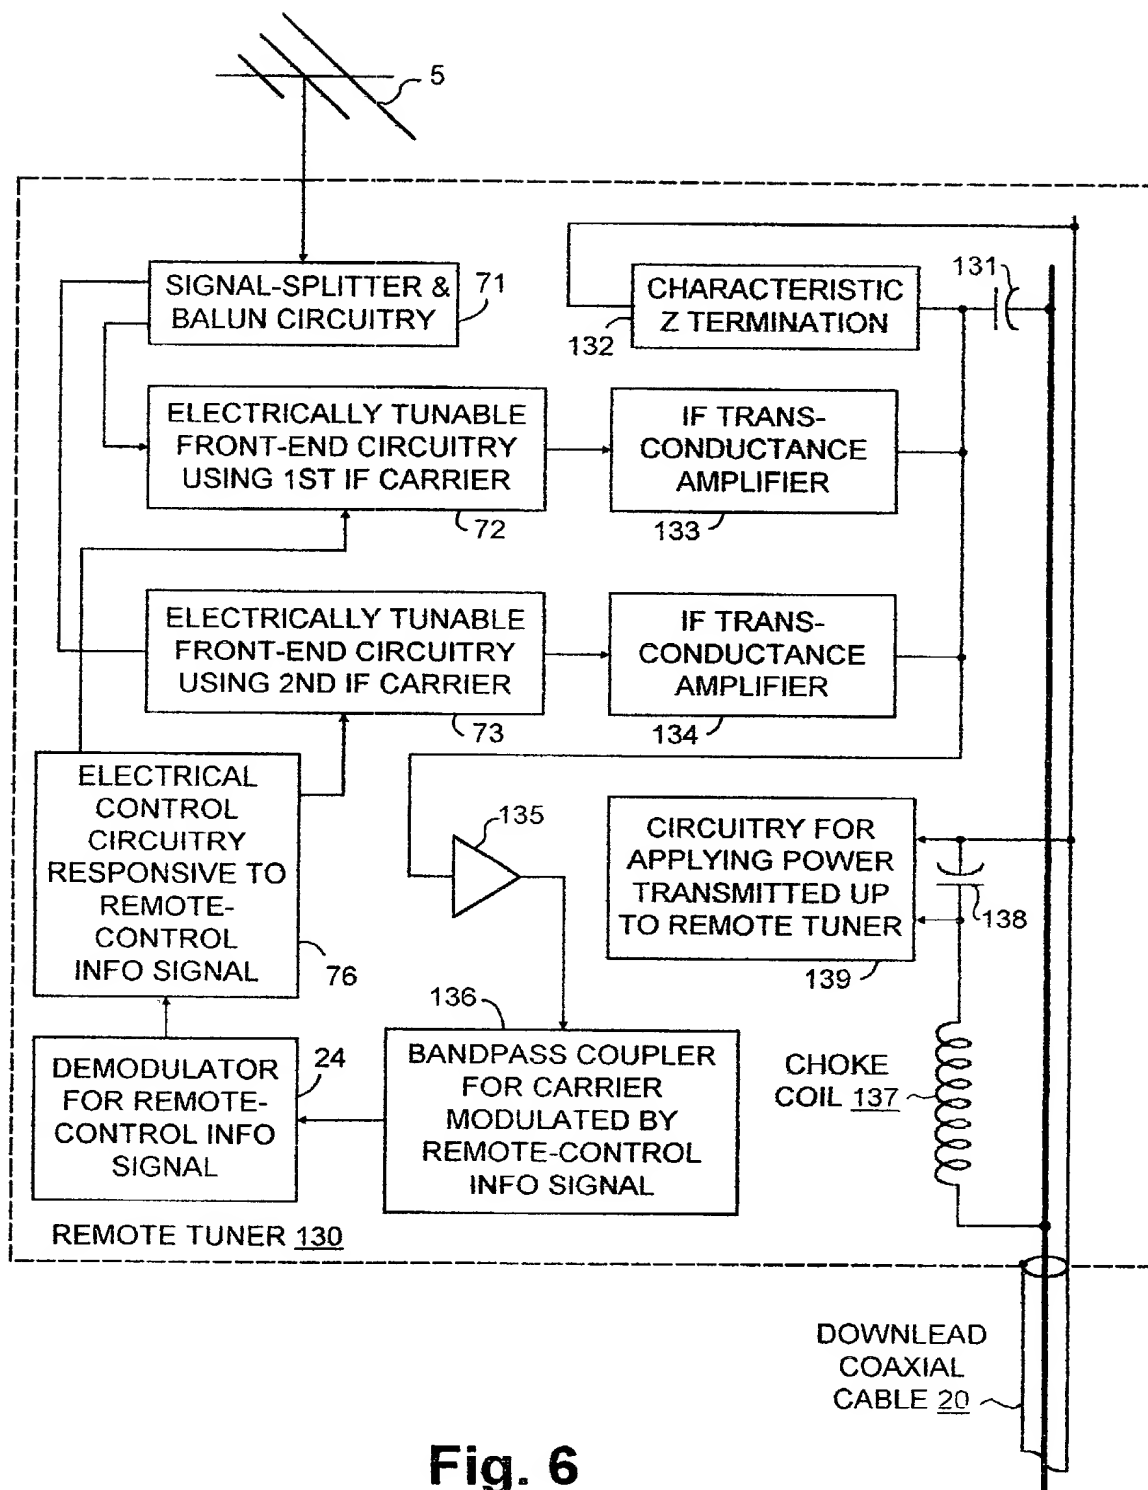 5
SIGNAL-SPLITTER &
BALUN CIRCUITRY
71
CHARACTERISTIC
Z TERMINATION
132
131
ELECTRICALLY TUNABLE
FRONT-END CIRCUITRY
USING 1ST IF CARRIER
72
IF TRANS-
CONDUCTANCE
AMPLIFIER
133
ELECTRICALLY TUNABLE
FRONT-END CIRCUITRY
USING 2ND IF CARRIER
73
IF TRANS-
CONDUCTANCE
AMPLIFIER
134
ELECTRICAL
CONTROL
CIRCUITRY
RESPONSIVE TO
REMOTE-
CONTROL
INFO SIGNAL
76
135
CIRCUITRY FOR
APPLYING POWER
TRANSMITTED UP
TO REMOTE TUNER
139
138
136
BANDPASS COUPLER
FOR CARRIER
MODULATED BY
REMOTE-CONTROL
INFO SIGNAL
24
DEMODULATOR
FOR REMOTE-
CONTROL INFO
SIGNAL
CHOKE
COIL 137
REMOTE TUNER 130
DOWNLEAD
COAXIAL
CABLE 20
Fig. 6